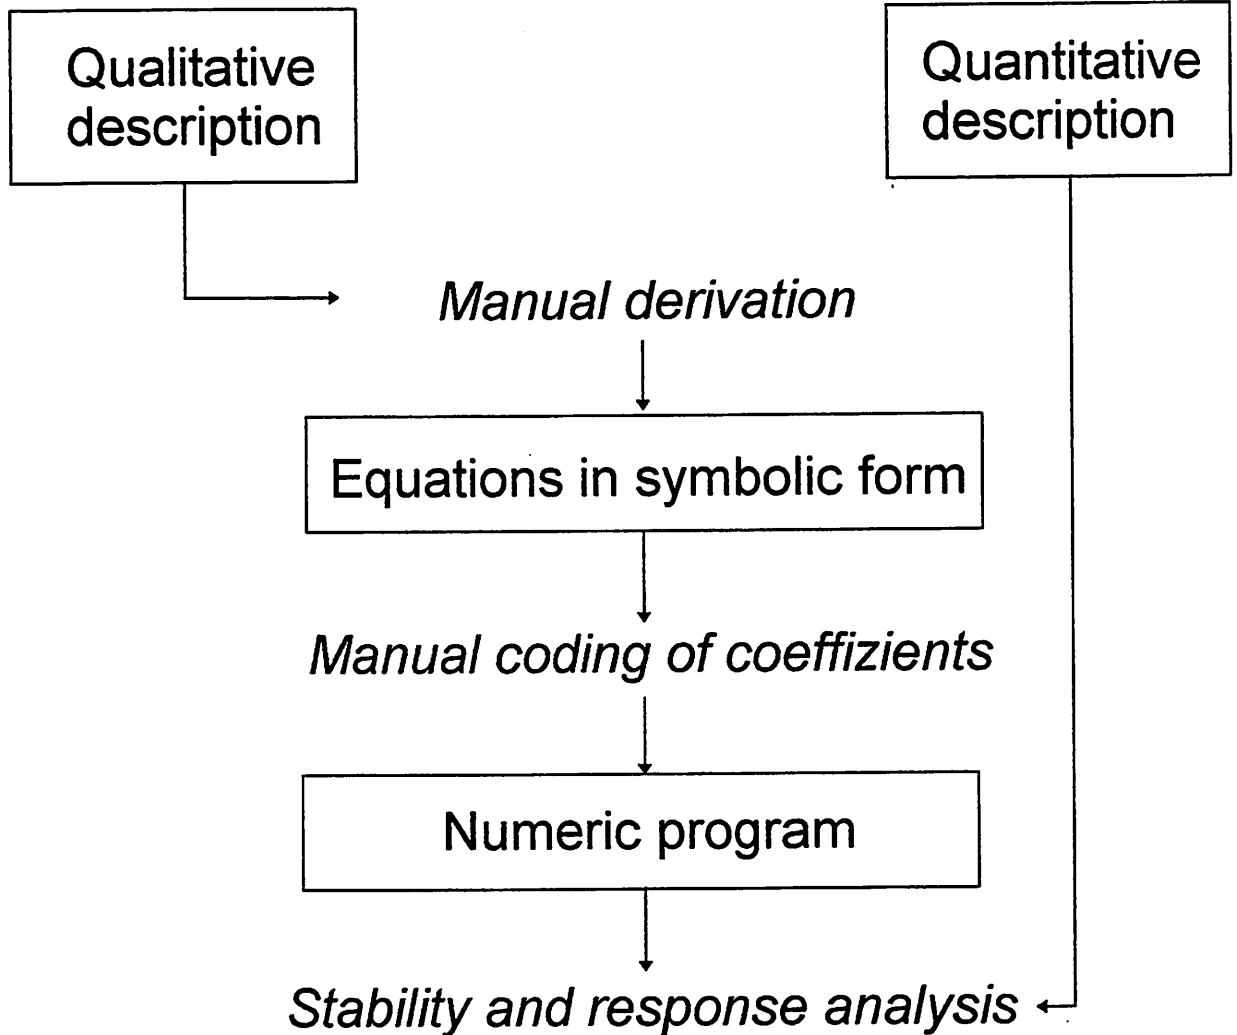 Qualitative
description
Quantitative
description
Manual derivation
Equations in symbolic form
Manual coding of coeffizients
Numeric program
Stability and response analysis